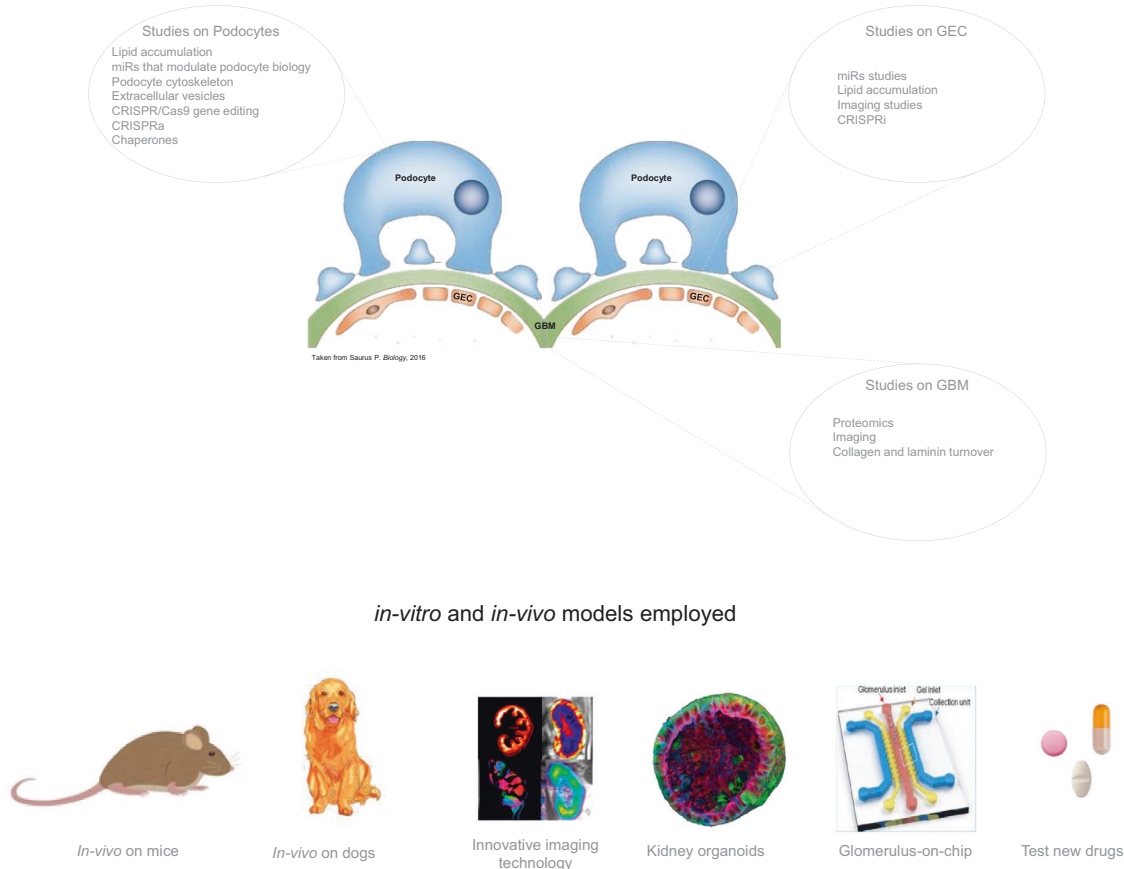 Studies on Podocytes
Lipid accumulation
miRs that modulate podocyte biology
Podocyte cytoskeleton
Extracellular vesicles
CRISPR/Cas9 gene editing
CRISPRa
Chaperones
Studies on GEC
miRs studies
Lipid accumulation
Imaging studies
CRISPRi
Podocyte
Podocyte
GEC
GEC
GBM
Taken from Saurus P. Biology, 2016
Studies on GBM
Proteomics
Imaging
Collagen and laminin turnover
in-vitro and in-vivo models employed
Glomerulus inlet
Gel inlet
Collection unit
In-vivo on mice
In-vivo on dogs
Innovative imaging
technology
Kidney organoids
Glomerulus-on-chip
Test new drugs